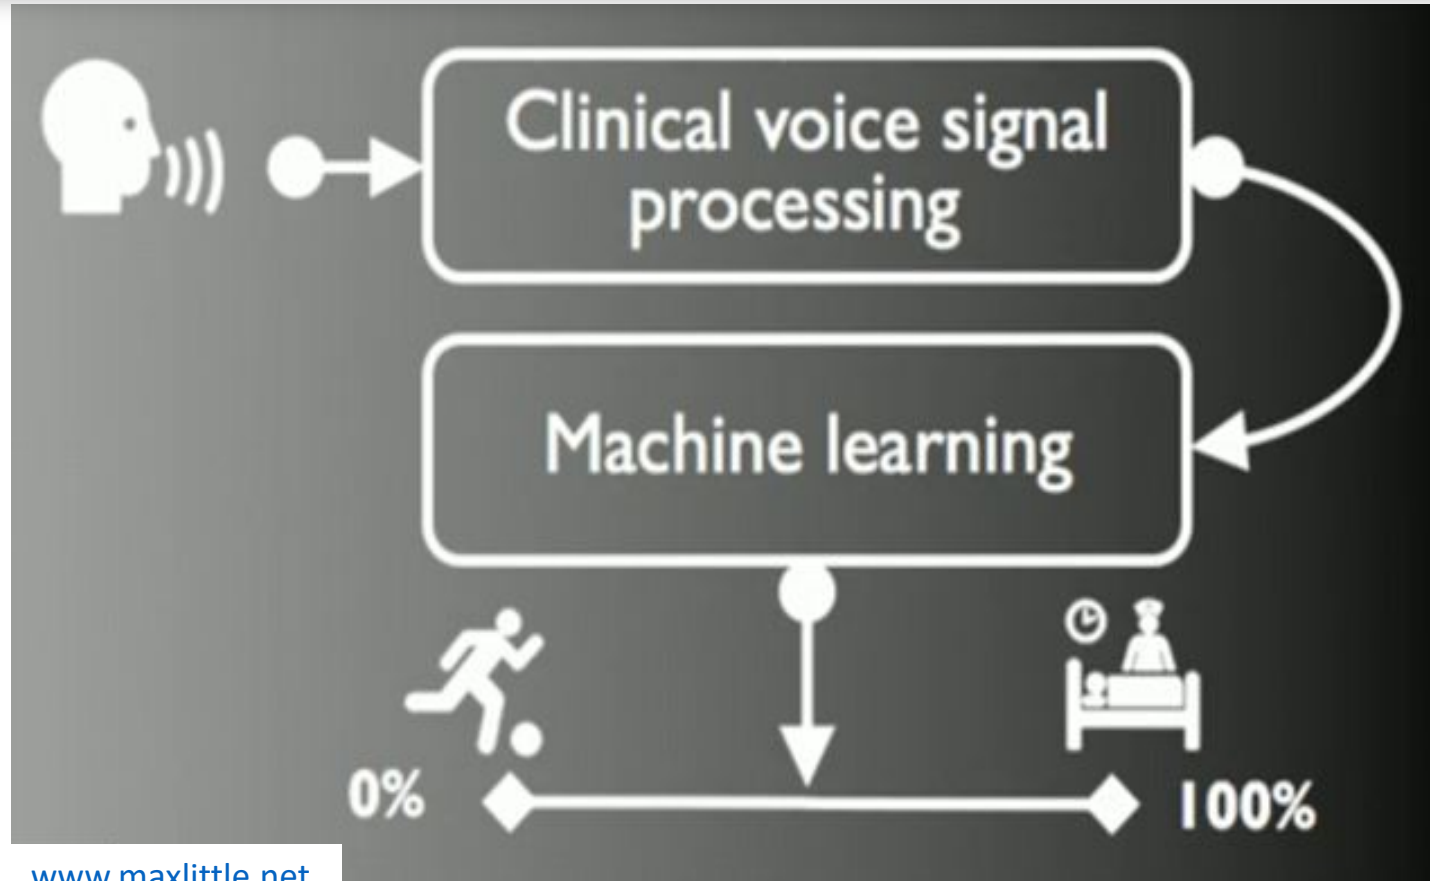 Clinical voice signal
processing
Machine learning
0%
100%
www.maxlittle.net